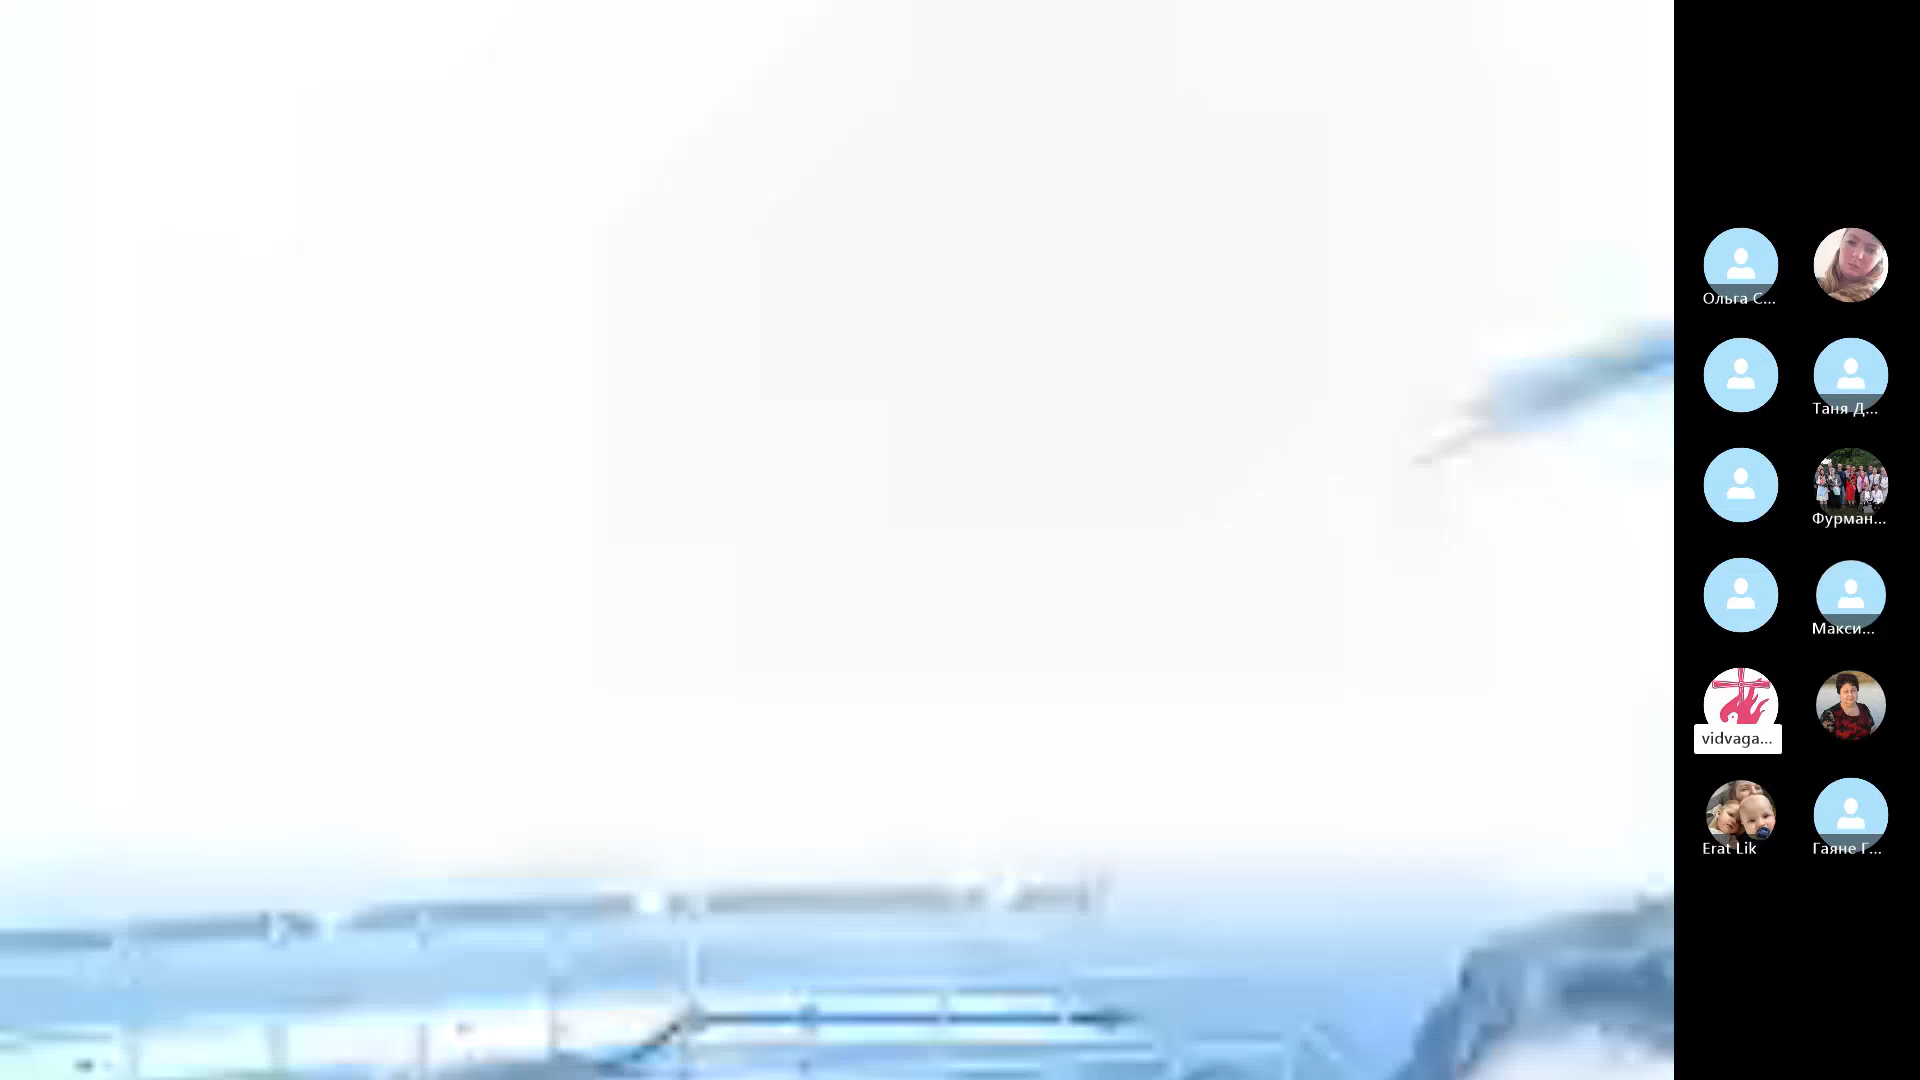 Ольга С...
Таня Д...
Фурман...
Макси...
vidvaga...
Erat Lik
Гаяне Г...